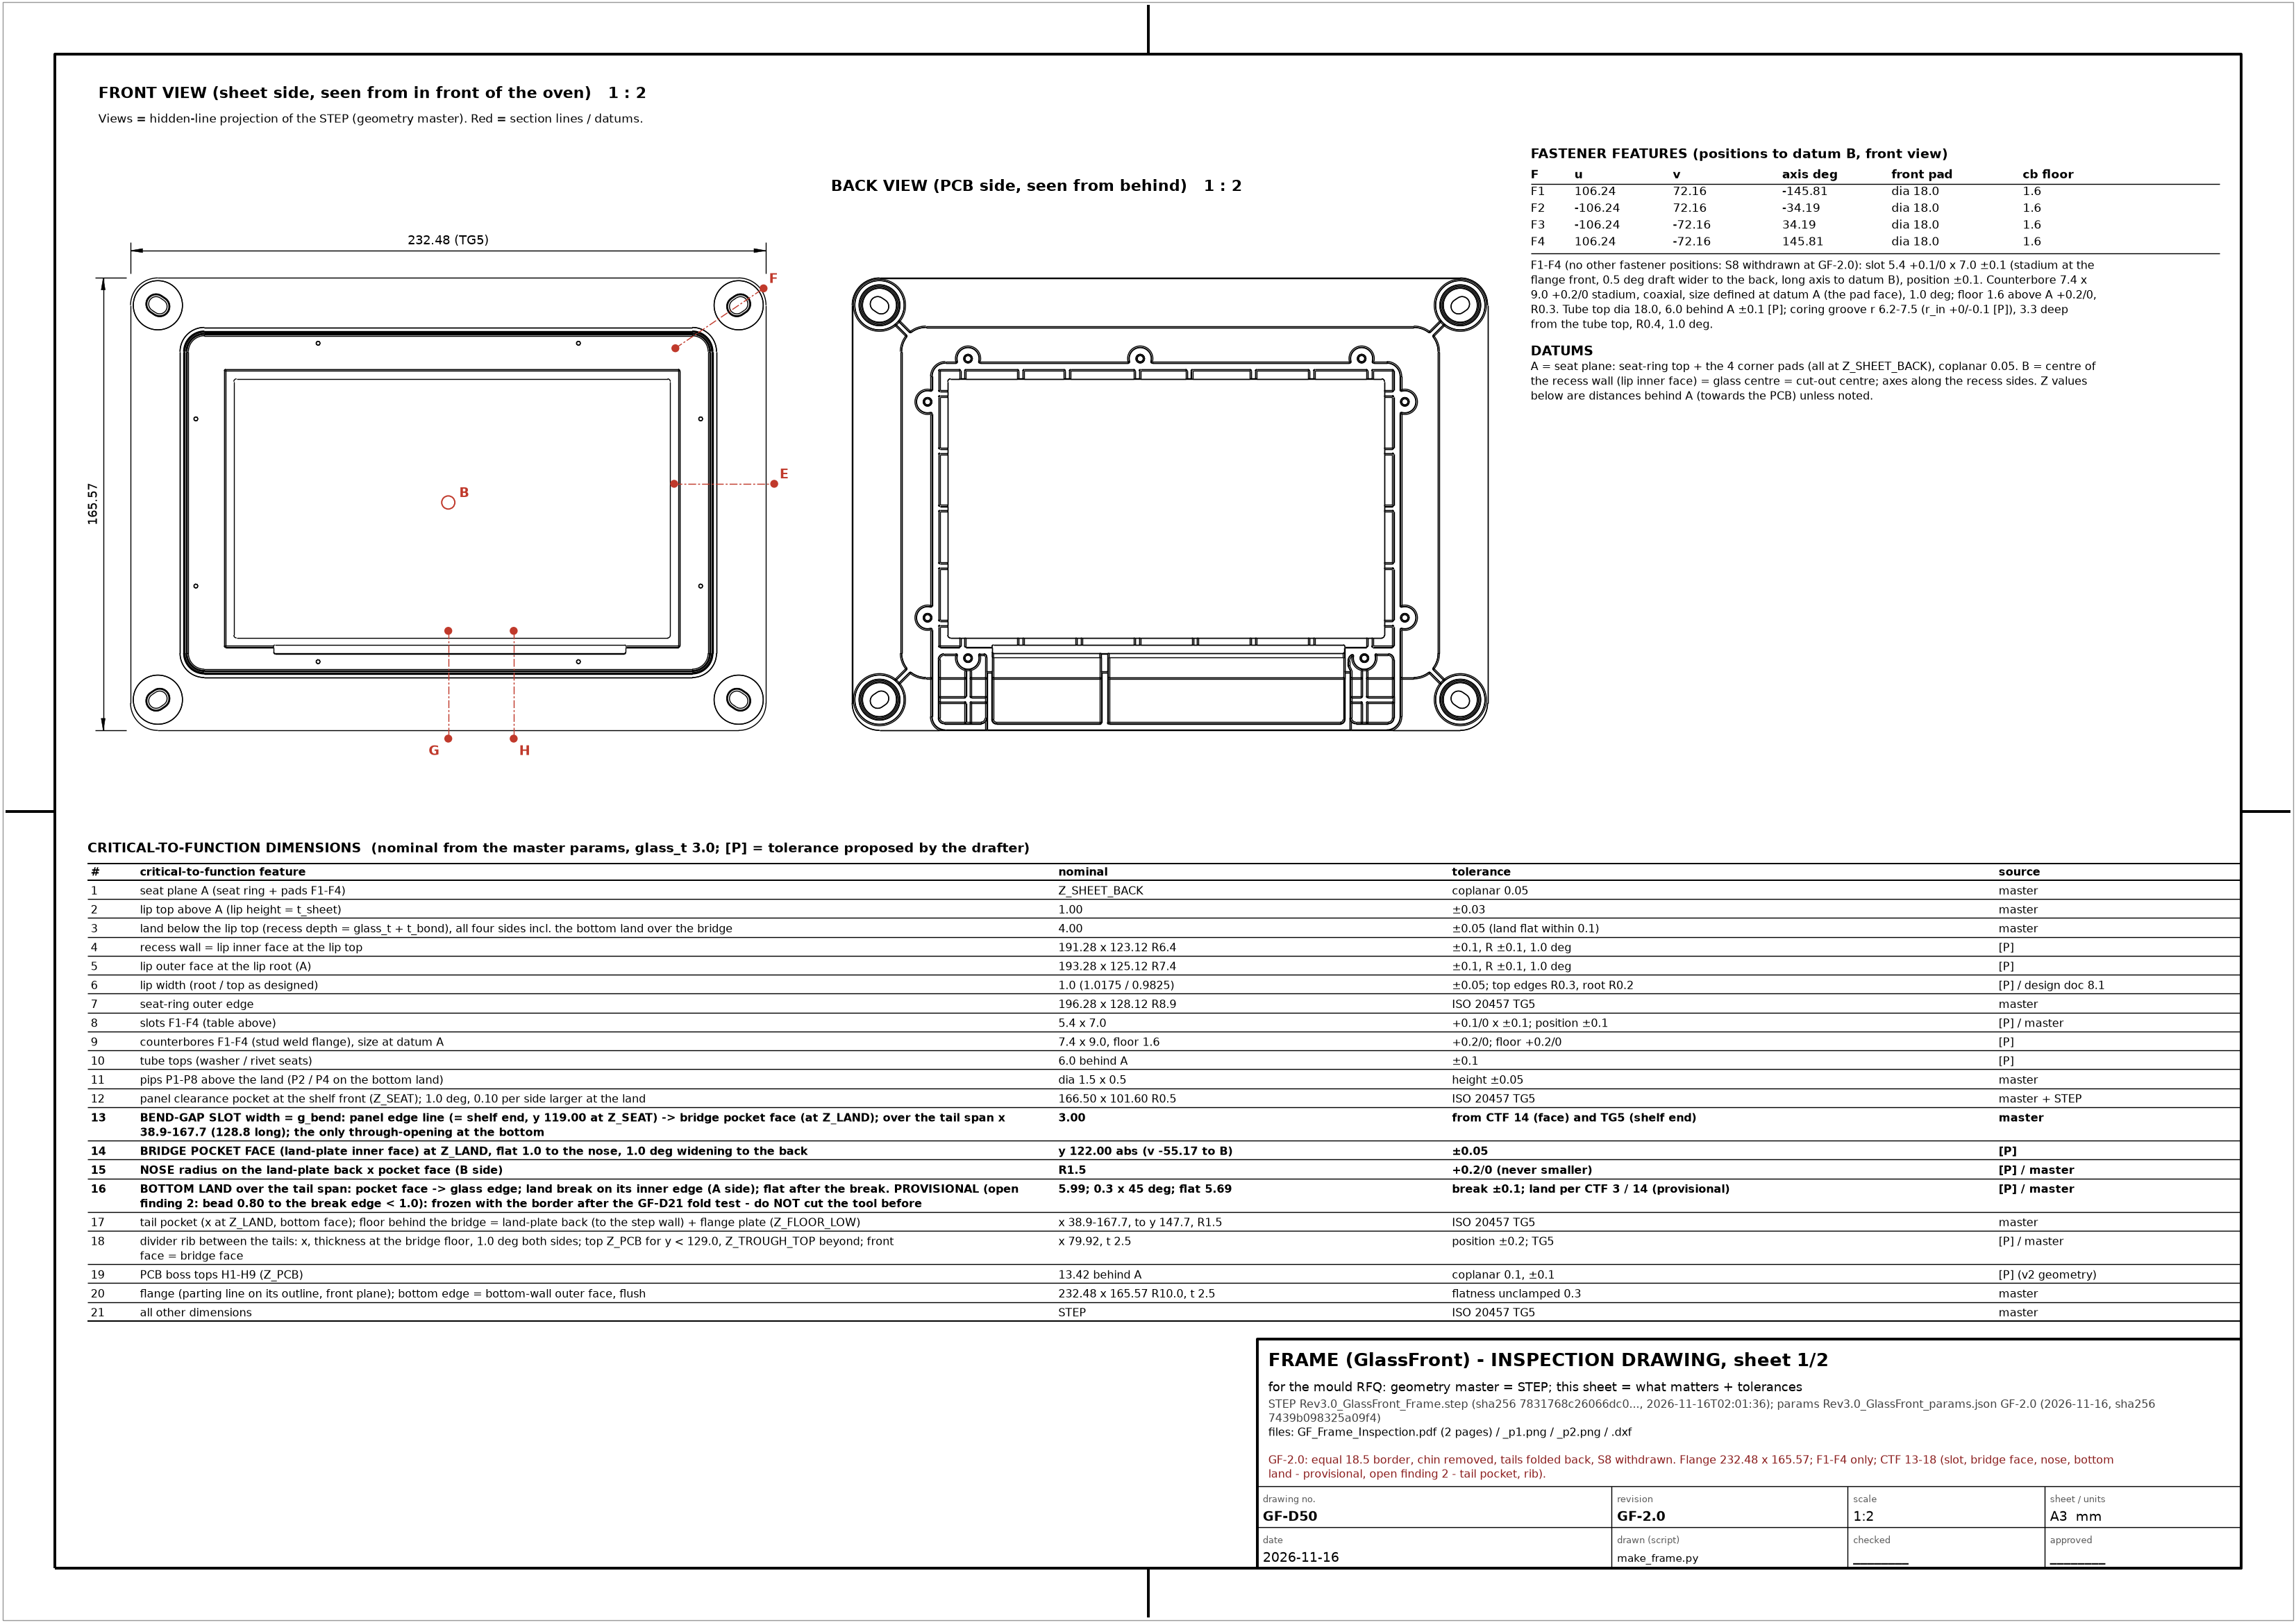 FRONT VIEW (sheet side, seen from in front of the oven) 1 : 2
Views = hidden-line projection of the STEP (geometry master). Red = section lines / datums.
BACK VIEW (PCB side, seen from behind) 1 : 2
232.48 (TG5)
165.57
F
E
B
G
H
FASTENER FEATURES (positions to datum B, front view)
F u v axis deg front pad cb floor
F1 106.24 72.16 -145.81 dia 18.0 1.6
F2 -106.24 72.16 -34.19 dia 18.0 1.6
F3 -106.24 -72.16 34.19 dia 18.0 1.6
F4 106.24 -72.16 145.81 dia 18.0 1.6
F1-F4 (no other fastener positions: S8 withdrawn at GF-2.0): slot 5.4 +0.1/0 x 7.0 ±0.1 (stadium at the
flange front, 0.5 deg draft wider to the back, long axis to datum B), position ±0.1. Counterbore 7.4 x
9.0 +0.2/0 stadium, coaxial, size defined at datum A (the pad face), 1.0 deg; floor 1.6 above A +0.2/0,
R0.3. Tube top dia 18.0, 6.0 behind A ±0.1 [P]; coring groove r 6.2-7.5 (r_in +0/-0.1 [P]), 3.3 deep
from the tube top, R0.4, 1.0 deg.
DATUMS
A = seat plane: seat-ring top + the 4 corner pads (all at Z_SHEET_BACK), coplanar 0.05. B = centre of
the recess wall (lip inner face) = glass centre = cut-out centre; axes along the recess sides. Z values
below are distances behind A (towards the PCB) unless noted.
CRITICAL-TO-FUNCTION DIMENSIONS (nominal from the master params, glass_t 3.0; [P] = tolerance proposed by the drafter)
# critical-to-function feature nominal tolerance source
1 seat plane A (seat ring + pads F1-F4) Z_SHEET_BACK coplanar 0.05 master
2 lip top above A (lip height = t_sheet) 1.00 ±0.03 master
3 land below the lip top (recess depth = glass_t + t_bond), all four sides incl. the bottom land over the bridge 4.00 ±0.05 (land flat within 0.1) master
4 recess wall = lip inner face at the lip top 191.28 x 123.12 R6.4 ±0.1, R ±0.1, 1.0 deg [P]
5 lip outer face at the lip root (A) 193.28 x 125.12 R7.4 ±0.1, R ±0.1, 1.0 deg [P]
6 lip width (root / top as designed) 1.0 (1.0175 / 0.9825) ±0.05; top edges R0.3, root R0.2 [P] / design doc 8.1
7 seat-ring outer edge 196.28 x 128.12 R8.9 ISO 20457 TG5 master
8 slots F1-F4 (table above) 5.4 x 7.0 +0.1/0 x ±0.1; position ±0.1 [P] / master
9 counterbores F1-F4 (stud weld flange), size at datum A 7.4 x 9.0, floor 1.6 +0.2/0; floor +0.2/0 [P]
10 tube tops (washer / rivet seats) 6.0 behind A ±0.1 [P]
11 pips P1-P8 above the land (P2 / P4 on the bottom land) dia 1.5 x 0.5 height ±0.05 master
12 panel clearance pocket at the shelf front (Z_SEAT); 1.0 deg, 0.10 per side larger at the land 166.50 x 101.60 R0.5 ISO 20457 TG5 master + STEP
13 BEND-GAP SLOT width = g_bend: panel edge line (= shelf end, y 119.00 at Z_SEAT) -> bridge pocket face (at Z_LAND); over the tail span x 3.00 from CTF 14 (face) and TG5 (shelf end) master
38.9-167.7 (128.8 long); the only through-opening at the bottom
14 BRIDGE POCKET FACE (land-plate inner face) at Z_LAND, flat 1.0 to the nose, 1.0 deg widening to the back y 122.00 abs (v -55.17 to B) ±0.05 [P]
15 NOSE radius on the land-plate back x pocket face (B side) R1.5 +0.2/0 (never smaller) [P] / master
16 BOTTOM LAND over the tail span: pocket face -> glass edge; land break on its inner edge (A side); flat after the break. PROVISIONAL (open 5.99; 0.3 x 45 deg; flat 5.69 break ±0.1; land per CTF 3 / 14 (provisional) [P] / master
finding 2: bead 0.80 to the break edge < 1.0): frozen with the border after the GF-D21 fold test - do NOT cut the tool before
17 tail pocket (x at Z_LAND, bottom face); floor behind the bridge = land-plate back (to the step wall) + flange plate (Z_FLOOR_LOW) x 38.9-167.7, to y 147.7, R1.5 ISO 20457 TG5 master
18 divider rib between the tails: x, thickness at the bridge floor, 1.0 deg both sides; top Z_PCB for y < 129.0, Z_TROUGH_TOP beyond; front x 79.92, t 2.5 position ±0.2; TG5 [P] / master
face = bridge face
19 PCB boss tops H1-H9 (Z_PCB) 13.42 behind A coplanar 0.1, ±0.1 [P] (v2 geometry)
20 flange (parting line on its outline, front plane); bottom edge = bottom-wall outer face, flush 232.48 x 165.57 R10.0, t 2.5 flatness unclamped 0.3 master
21 all other dimensions STEP ISO 20457 TG5 master
FRAME (GlassFront) - INSPECTION DRAWING, sheet 1/2
for the mould RFQ: geometry master = STEP; this sheet = what matters + tolerances
STEP Rev3.0_GlassFront_Frame.step (sha256 7831768c26066dc0..., 2026-11-16T02:01:36); params Rev3.0_GlassFront_params.json GF-2.0 (2026-11-16, sha256
7439b098325a09f4)
files: GF_Frame_Inspection.pdf (2 pages) / _p1.png / _p2.png / .dxf
GF-2.0: equal 18.5 border, chin removed, tails folded back, S8 withdrawn. Flange 232.48 x 165.57; F1-F4 only; CTF 13-18 (slot, bridge face, nose, bottom
land - provisional, open finding 2 - tail pocket, rib).
drawing no. revision scale sheet / units
GF-D50 GF-2.0 1:2 A3 mm
date drawn (script) checked approved
2026-11-16 make_frame.py